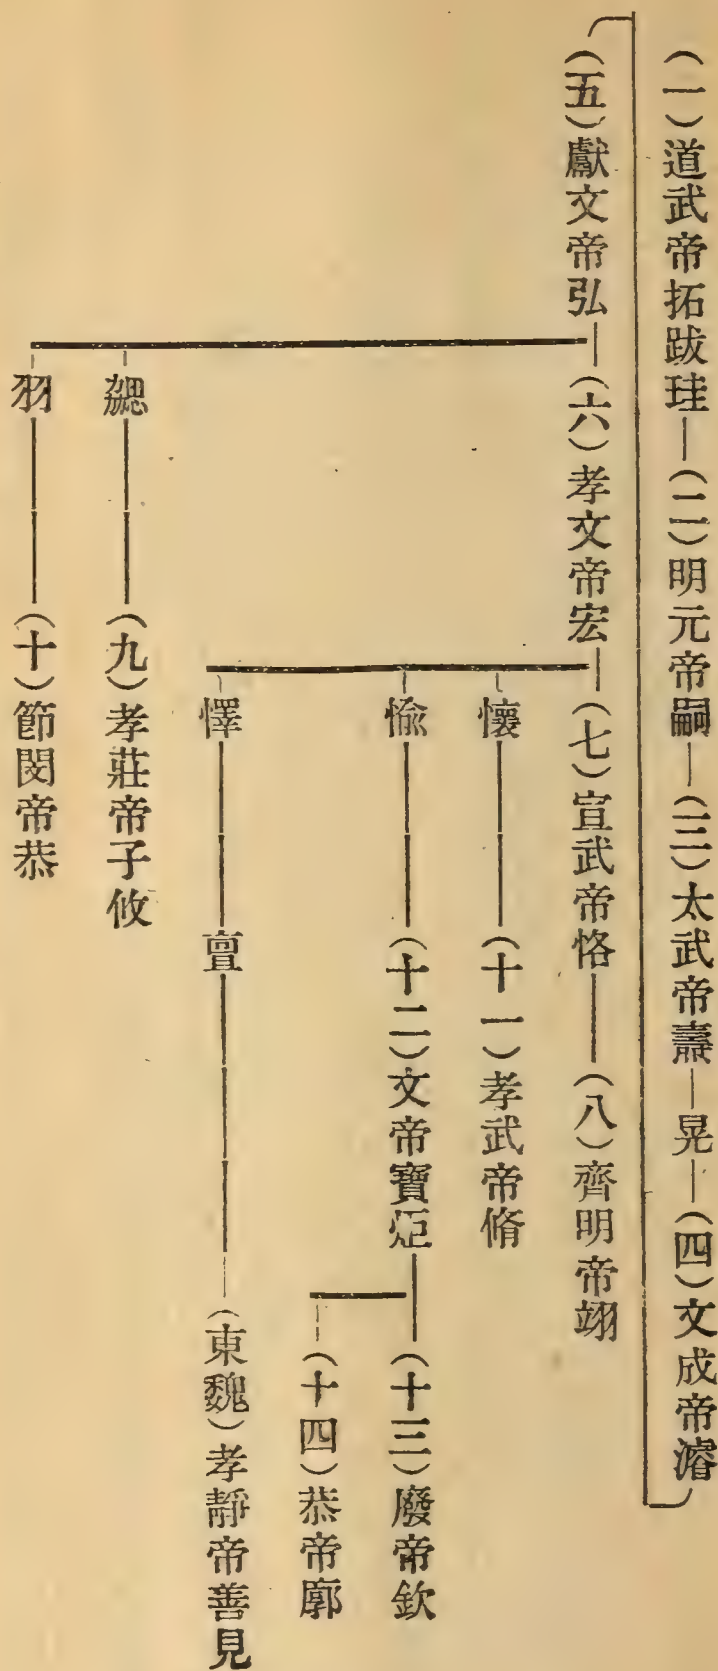 (一)道武帝拓跋珪—(二)明元帝嗣—(三)太武帝燾—晃—(四)文成帝濬
(五)獻文帝弘—(六)孝文帝宏—(七)宣武帝恪—(八)齊明帝翊
懷—(十一)孝武帝脩
愉—(十二)文帝寶炬—(十三)廢帝欽
(十四)恭帝廓
懌—亶—(東魏)孝靜帝善見
勰—(九)孝莊帝子攸
羽—(十)節閔帝恭